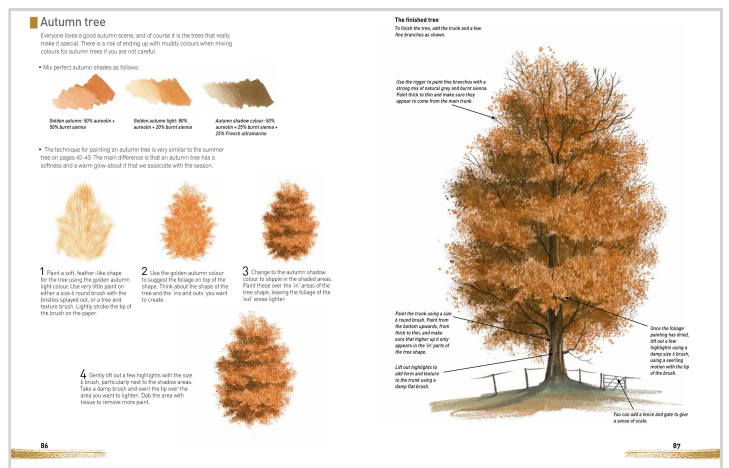 Autumn tree
Everyone loves a good autumn scene, and of course it is the trees that really
make it special. There is a risk of ending up with muddy colours when mixing
colours for autumn trees if you are not careful.
• Mix perfect autumn shades as follows:
Golden autumn: 50% aureolin +
50% burnt sienna
Golden autumn light: 80%
aureolin + 20% burnt sienna
Autumn shadow colour: 50%
aureolin + 25% burnt sienna +
25% French ultramarine
• The technique for painting an autumn tree is very similar to the summer
tree on pages 42–43. The main difference is that an autumn tree has a
softness and a warm glow about it that we associate with the season.
1 Paint a soft, feather-like shape
for the tree using the golden autumn
light colour. Use very little paint on
either a size 6 round brush with the
bristles splayed out, or a tree and
texture brush. Lightly stroke the tip of
the brush on the paper.
2 Use the golden autumn colour
to suggest the foliage on top of the
shape. Think about the shape of the
tree and the 'ins and outs' you want
to create.
3 Change to the autumn shadow
colour to stipple in the shaded areas.
Paint these over the 'in' areas of the
tree shape, leaving the foliage of the
'out' areas lighter.
4 Gently lift out a few highlights with the size
6 brush, particularly next to the shadow areas.
Take a damp brush and swirl the tip over the
area you want to lighten. Dab the area with
tissue to remove more paint.
86
The finished tree
To finish the tree, add the trunk and a few
fine branches as shown.
Use the rigger to paint fine branches with a
strong mix of natural grey and burnt sienna.
Paint thick to thin and make sure they
appear to come from the main trunk.
Paint the trunk using a size
6 round brush. Paint from
the bottom upwards, from
thick to thin, and make
sure that higher up it only
appears in the 'in' parts of
the tree shape.
Lift out highlights to
add form and texture
to the trunk using a
damp flat brush.
Once the foliage
painting has dried,
lift out a few
highlights using a
damp size 6 brush,
using a swirling
motion with the tip
of the brush.
You can add a fence and gate to give
a sense of scale.
87